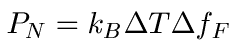 P_N = k_B ΔT Δf_F